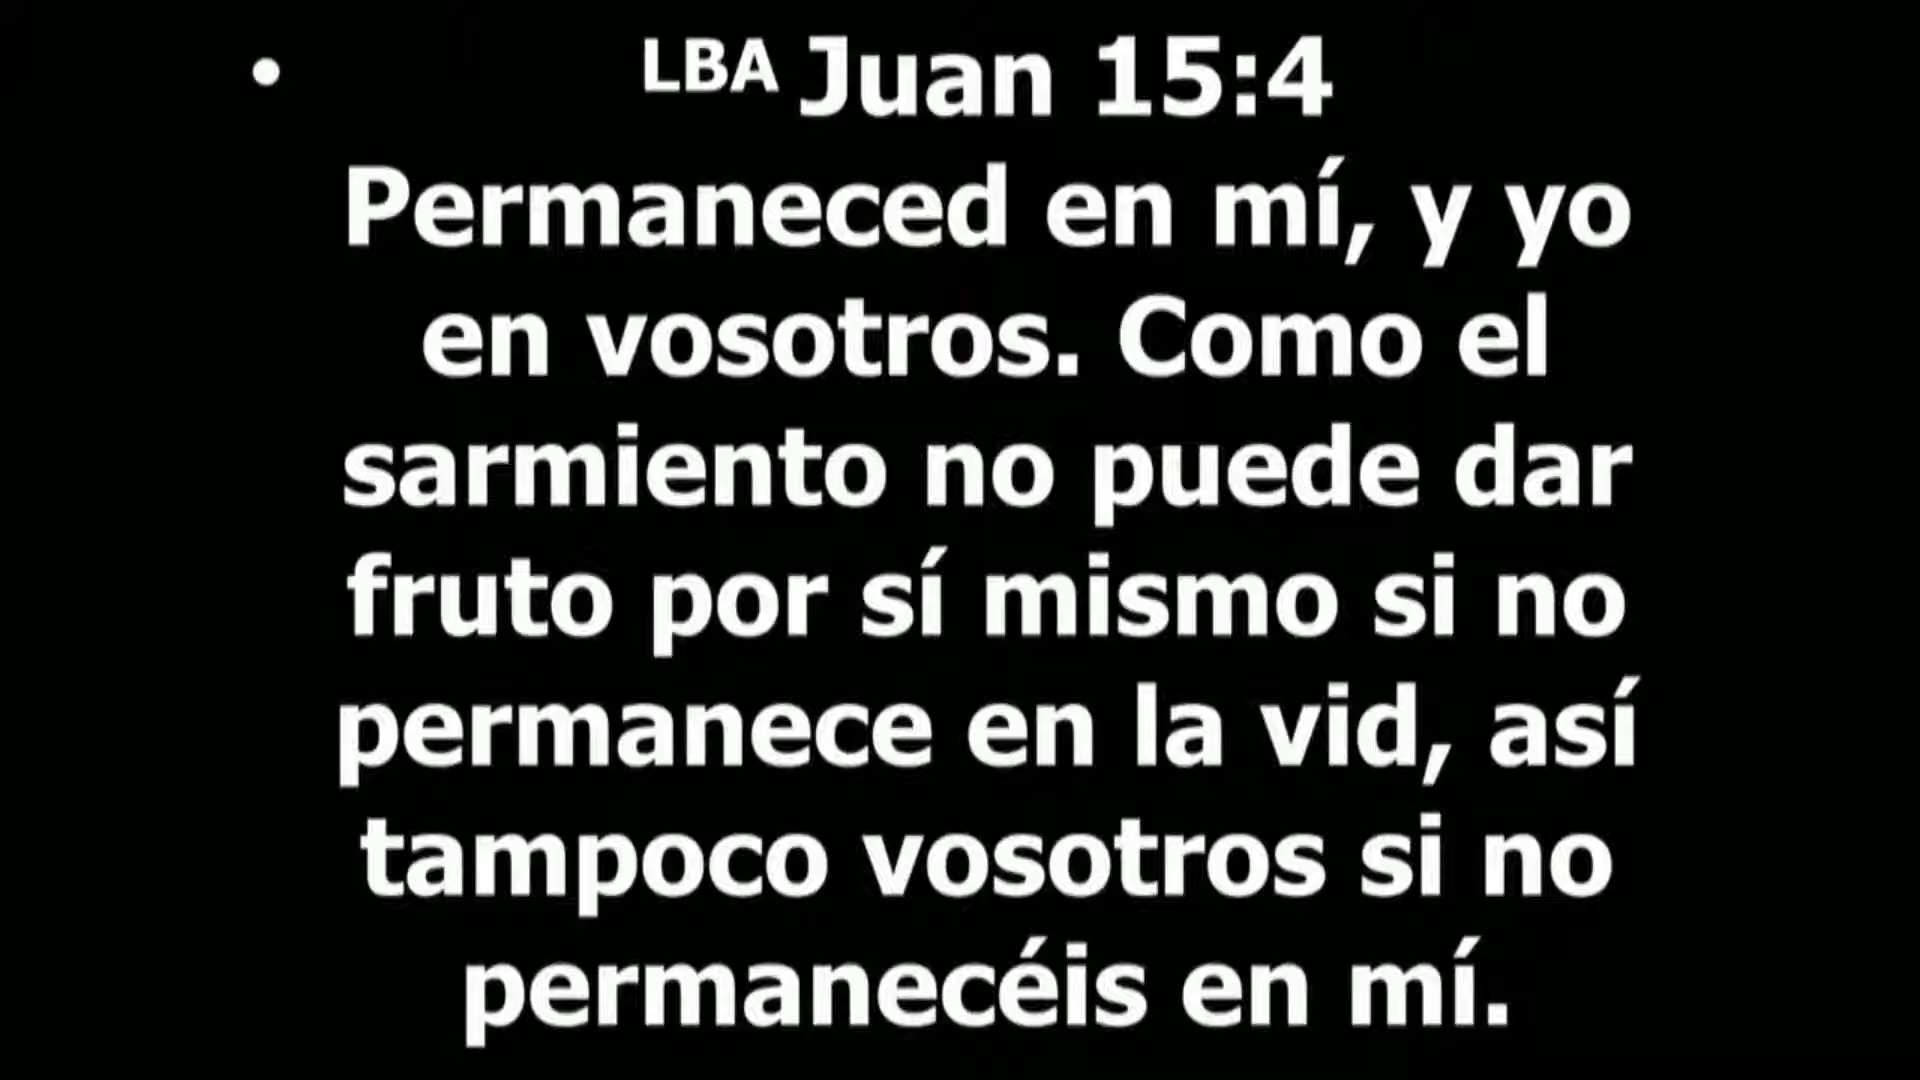 • LBA Juan 15:4
Permaneced en mí, y yo
en vosotros. Como el
sarmiento no puede dar
fruto por sí mismo si no
permanece en la vid, así
tampoco vosotros si no
permanecéis en mí.